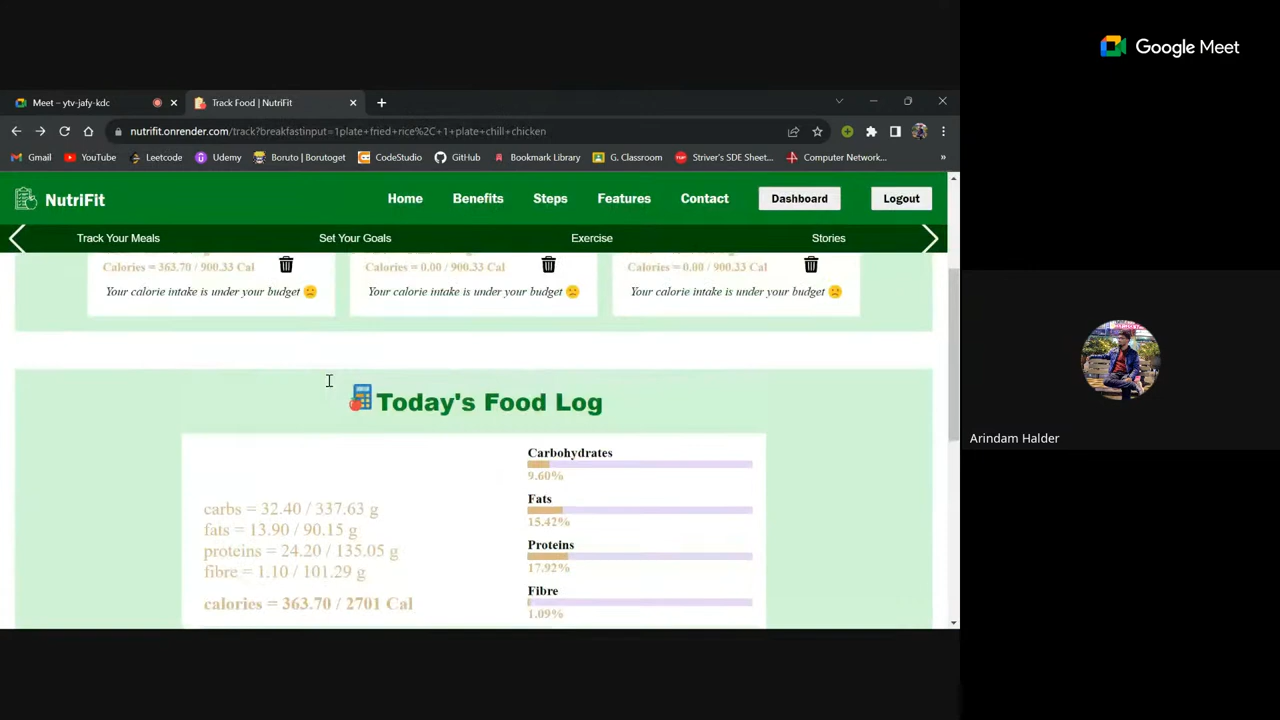 Google Meet
Meet – ytv-jafy-kdc
Track Food | NutriFit
nutrifit.onrender.com/track?breakfastinput=1plate+fried+rice%2C+1+plate+chill+chicken
Gmail
YouTube
Leetcode
Udemy
Boruto | Borutoget
CodeStudio
GitHub
Bookmark Library
G. Classroom
Striver's SDE Sheet...
Computer Network...
»
NutriFit
Home
Benefits
Steps
Features
Contact
Dashboard
Logout
Track Your Meals
Set Your Goals
Exercise
Stories
Calories = 363.70 / 900.33 Cal
Calories = 0.00 / 900.33 Cal
Calories = 0.00 / 900.33 Cal
Your calorie intake is under your budget
Your calorie intake is under your budget
Your calorie intake is under your budget
Today's Food Log
carbs = 32.40 / 337.63 g
fats = 13.90 / 90.15 g
proteins = 24.20 / 135.05 g
fibre = 1.10 / 101.29 g
calories = 363.70 / 2701 Cal
Carbohydrates
9.60%
Fats
15.42%
Proteins
17.92%
Fibre
1.09%
Arindam Halder